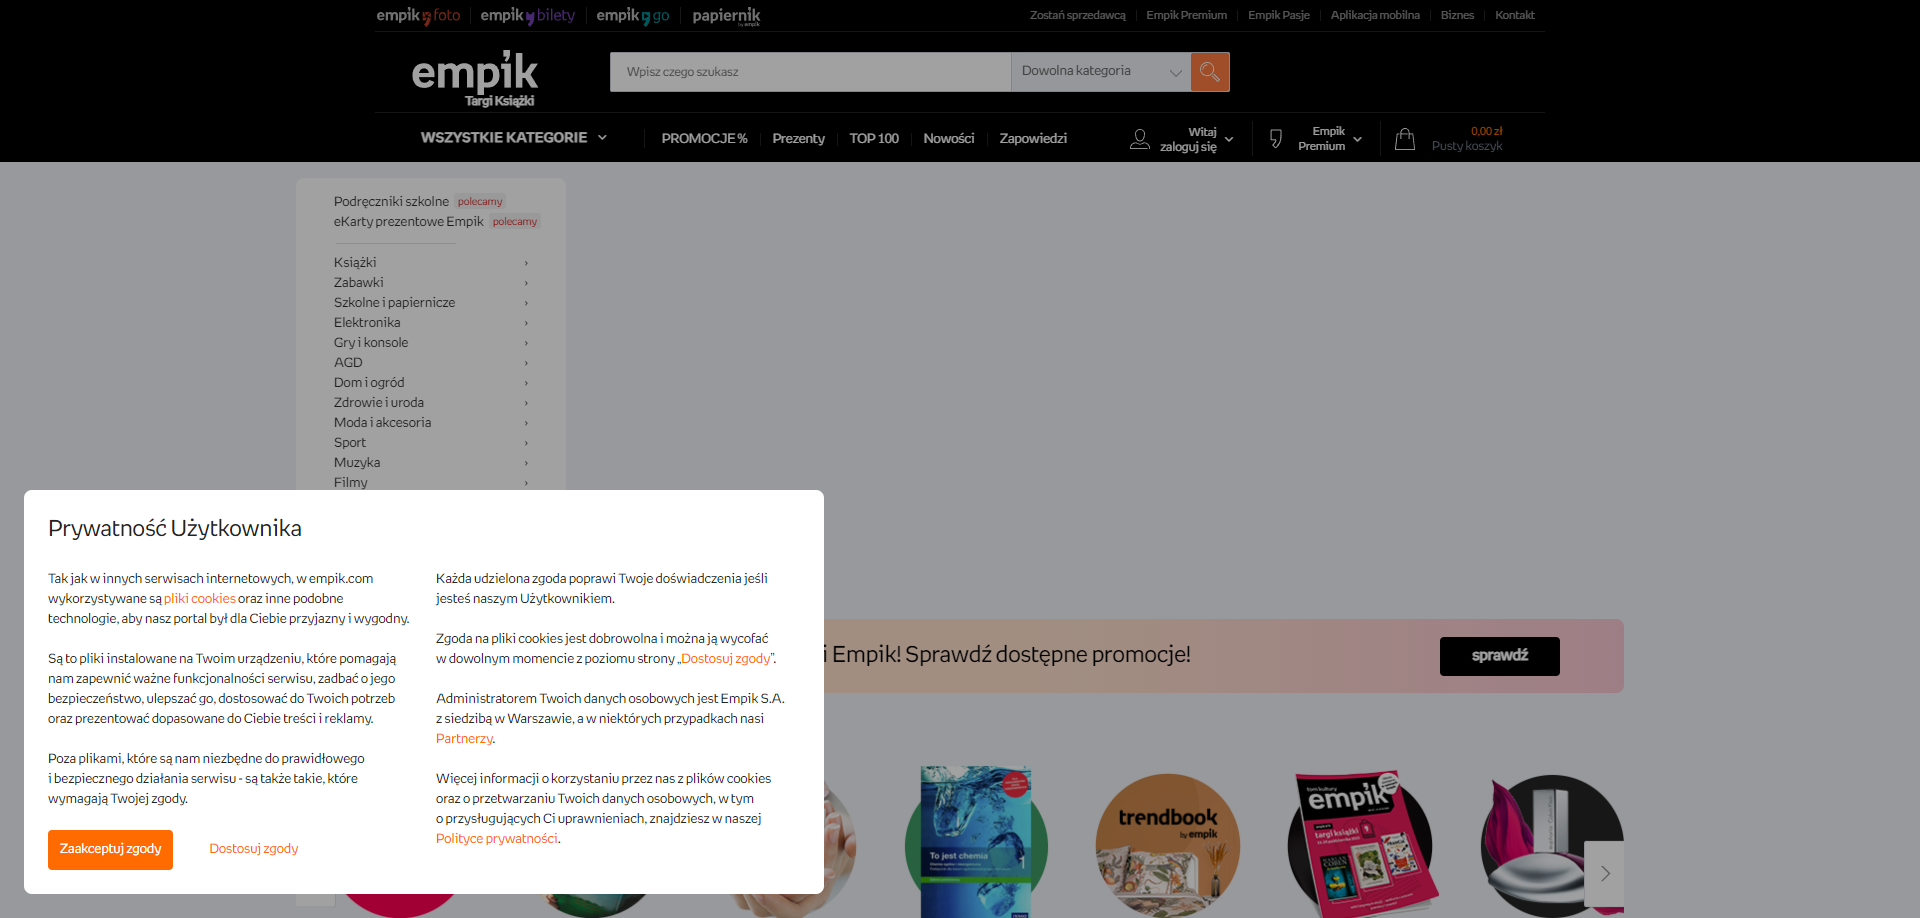 empik foto
empik bilety
empik go
papiernik by empik
Zostań sprzedawcą
Empik Premium
Empik Pasje
Aplikacja mobilna
Biznes
Kontakt
empik
Targi Książki
Wpisz czego szukasz
Dowolna kategoria
WSZYSTKIE KATEGORIE
PROMOCJE %
Prezenty
TOP 100
Nowości
Zapowiedzi
Witaj
zaloguj się
Empik
Premium
0,00 zł
Pusty koszyk
Podręczniki szkolne polecamy
eKarty prezentowe Empik polecamy
Książki
Zabawki
Szkolne i papiernicze
Elektronika
Gry i konsole
AGD
Dom i ogród
Zdrowie i uroda
Moda i akcesoria
Sport
Muzyka
Filmy
Prywatność Użytkownika
Tak jak w innych serwisach internetowych, w empik.com
wykorzystywane są pliki cookies oraz inne podobne
technologie, aby nasz portal był dla Ciebie przyjazny i wygodny.
Są to pliki instalowane na Twoim urządzeniu, które pomagają
nam zapewnić ważne funkcjonalności serwisu, zadbać o jego
bezpieczeństwo, ulepszać go, dostosować do Twoich potrzeb
oraz prezentować dopasowane do Ciebie treści i reklamy.
Poza plikami, które są nam niezbędne do prawidłowego
i bezpiecznego działania serwisu - są także takie, które
wymagają Twojej zgody.
Zaakceptuj zgody
Dostosuj zgody
Każda udzielona zgoda poprawi Twoje doświadczenia jeśli
jesteś naszym Użytkownikiem.
Zgoda na pliki cookies jest dobrowolna i można ją wycofać
w dowolnym momencie z poziomu strony „Dostosuj zgody”.
Administratorem Twoich danych osobowych jest Empik S.A.
z siedzibą w Warszawie, a w niektórych przypadkach nasi
Partnerzy.
Więcej informacji o korzystaniu przez nas z plików cookies
oraz o przetwarzaniu Twoich danych osobowych, w tym
o przysługujących Ci uprawnieniach, znajdziesz w naszej
Polityce prywatności.
i Empik! Sprawdź dostępne promocje!
sprawdź
To jest chemia 1
trendbook
by empik
tom kultury
empik
targi książki